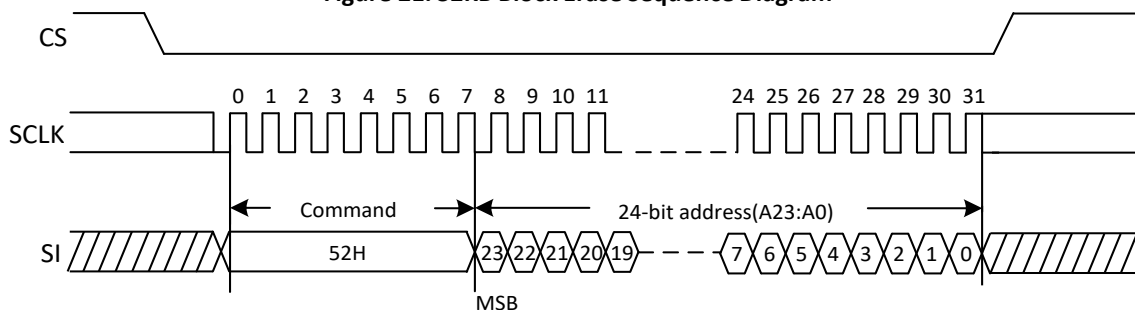 Figure 22. 32KB Block Erase Sequence Diagram
CS
0 1 2 3 4 5 6 7 8 9 10 11 24 25 26 27 28 29 30 31
SCLK
Command 24-bit address(A23:A0)
SI 52H 23 22 21 20 19 7 6 5 4 3 2 1 0
MSB